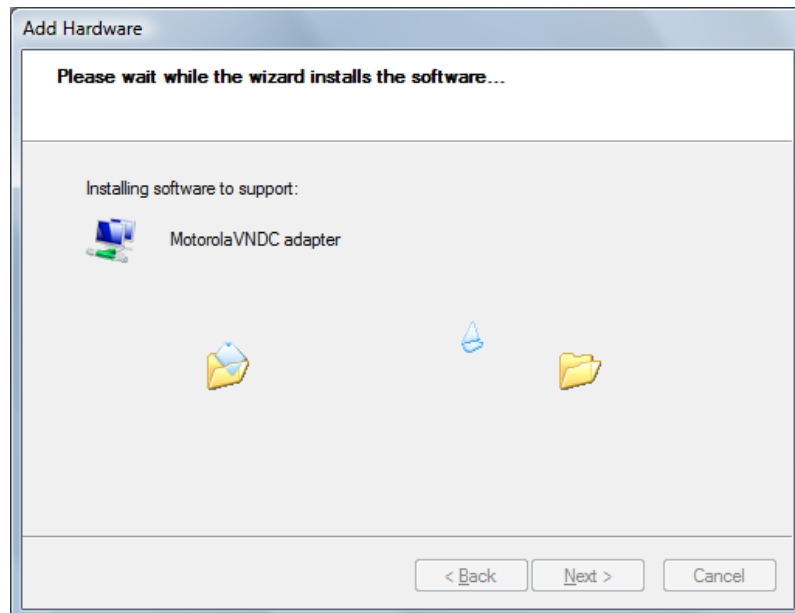 Add Hardware
Please wait while the wizard installs the software...
Installing software to support:
MotorolaVNDC adapter
< Back Next > Cancel